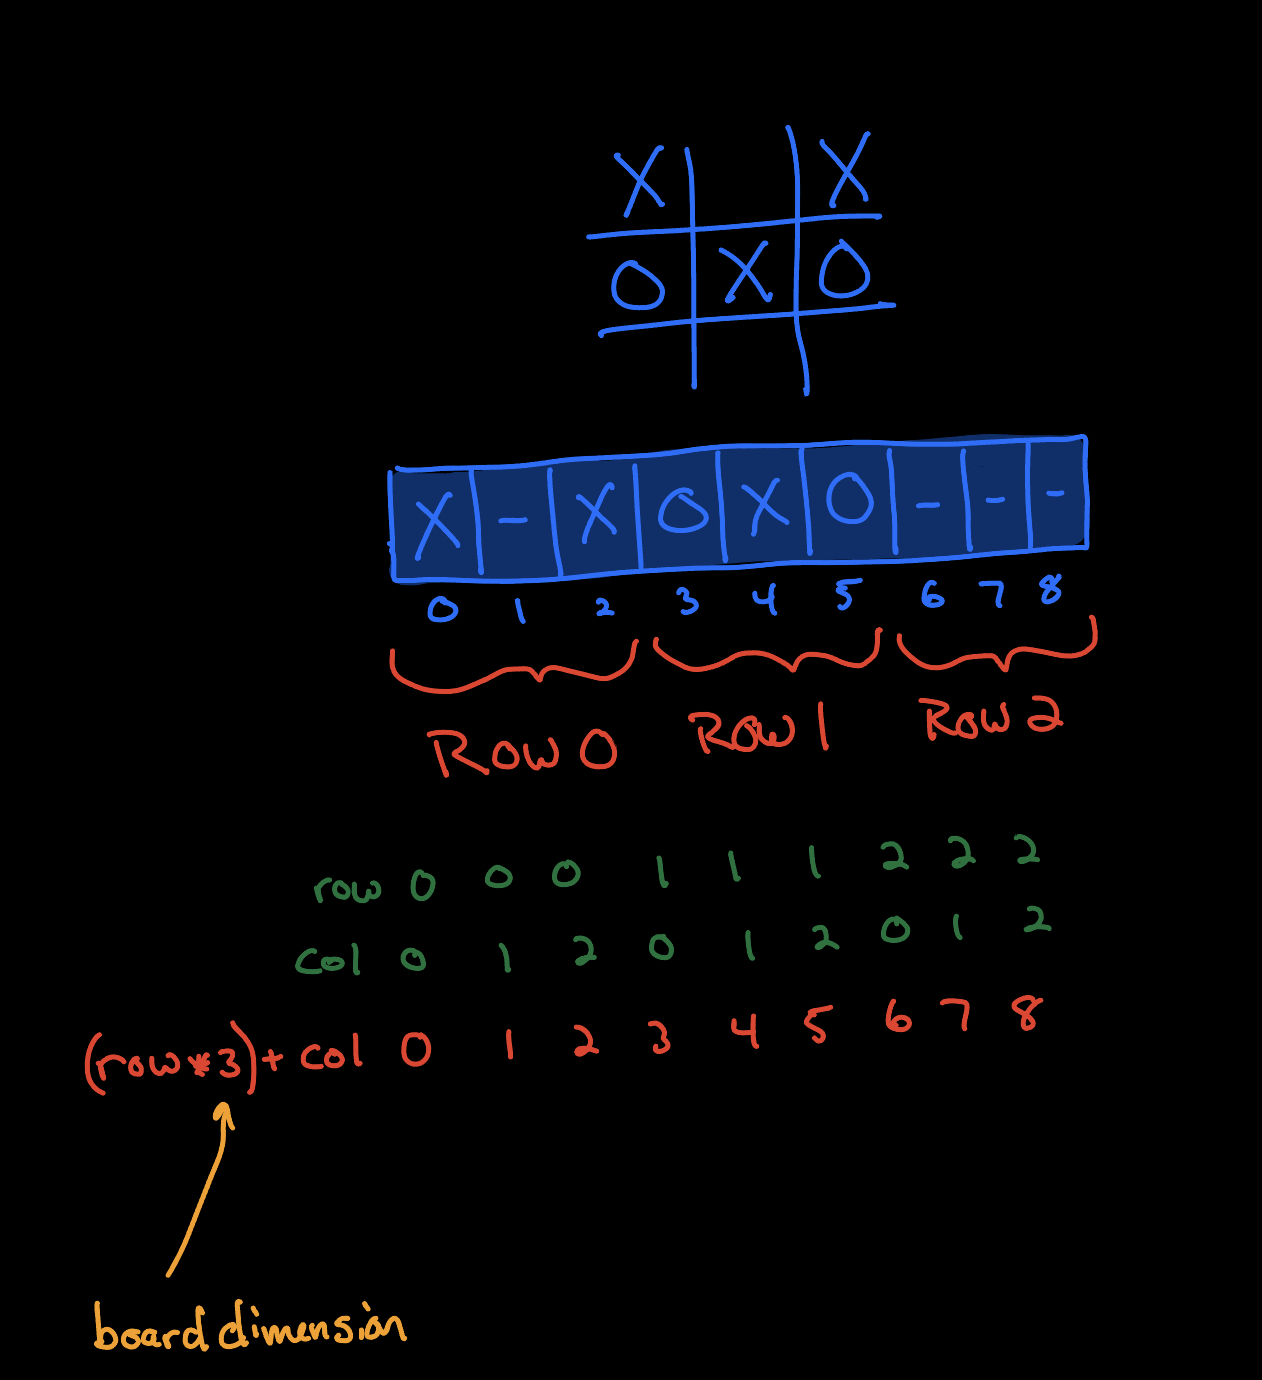 X X
O X O
X - X O X O - - -
0 1 2 3 4 5 6 7 8
Row 0 Row 1 Row 2
row 0 0 0 1 1 1 2 2 2
col 0 1 2 0 1 2 0 1 2
(row*3)+ col 0 1 2 3 4 5 6 7 8
board dimension